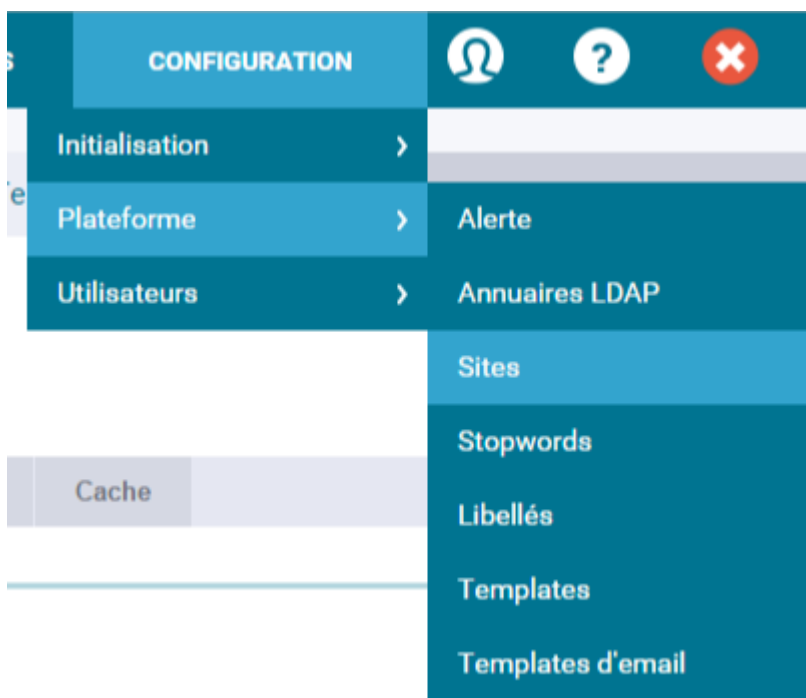 S
CONFIGURATION
?
Initialisation
Plateforme
Utilisateurs
Alerte
Annuaires LDAP
Sites
Stopwords
Libellés
Templates
Templates d'email
Cache